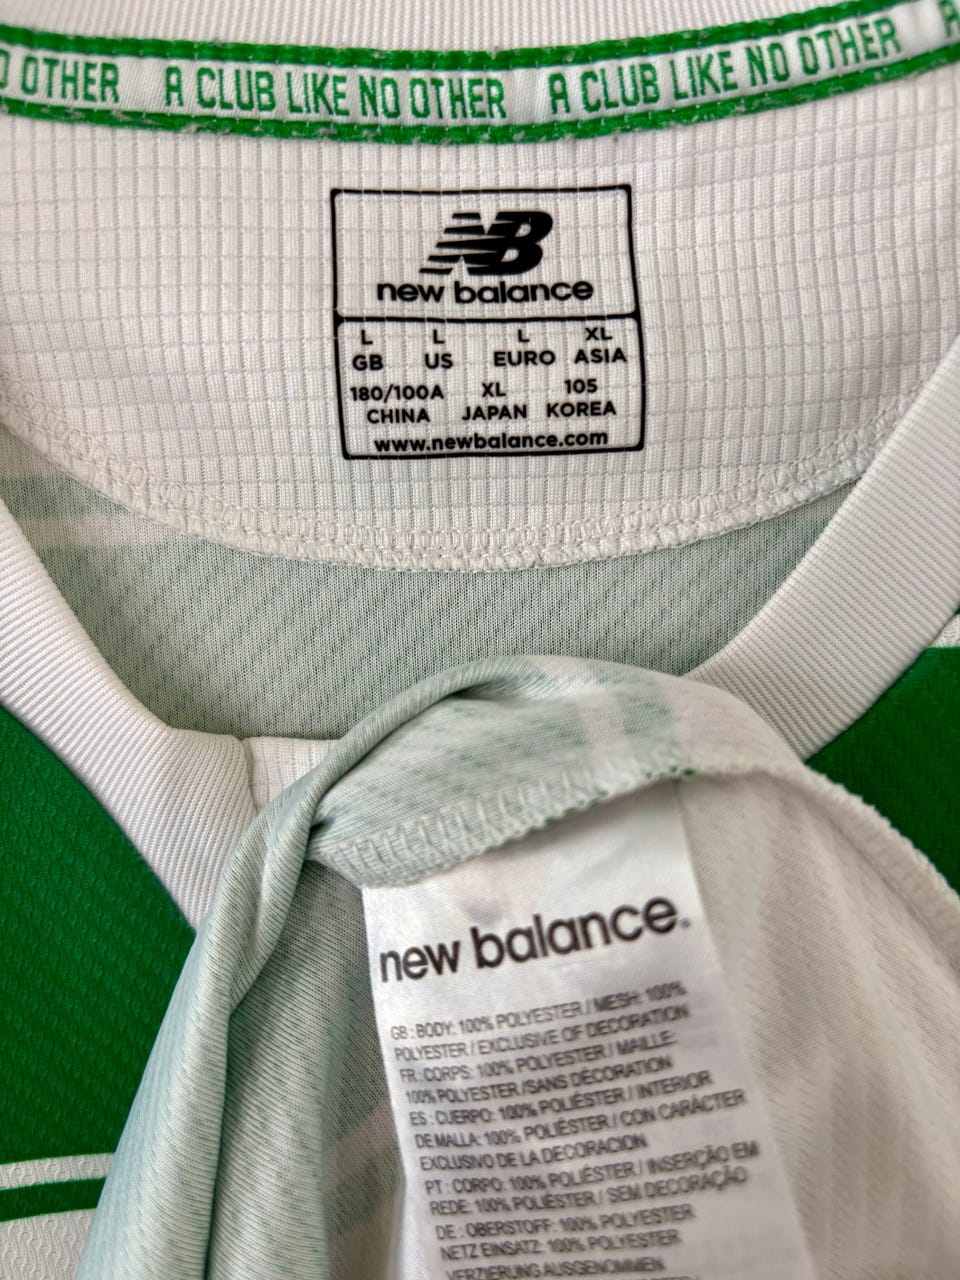 OTHER A CLUB LIKE NO OTHER A CLUB LIKE NO OTHER
NB
new balance
L L L XL
GB US EURO ASIA
180/100A XL 105
CHINA JAPAN KOREA
www.newbalance.com
new balance.
GB : BODY: 100% POLYESTER / MESH: 100%
POLYESTER / EXCLUSIVE OF DECORATION
FR : CORPS: 100% POLYESTER / MAILLE:
100% POLYESTER /SANS DÉCORATION
ES : CUERPO: 100% POLIÉSTER / INTERIOR
DE MALLA: 100% POLIÉSTER / CON CARÁCTER
EXCLUSIVO DE LA DECORACION
PT : CORPO: 100% POLIÉSTER / INSERÇÃO EM
REDE: 100% POLIÉSTER / SEM DECORAÇÃO
DE : OBERSTOFF: 100% POLYESTER
NETZ EINSATZ: 100% POLYESTER
VERZIERUNG AUSGENOMMEN